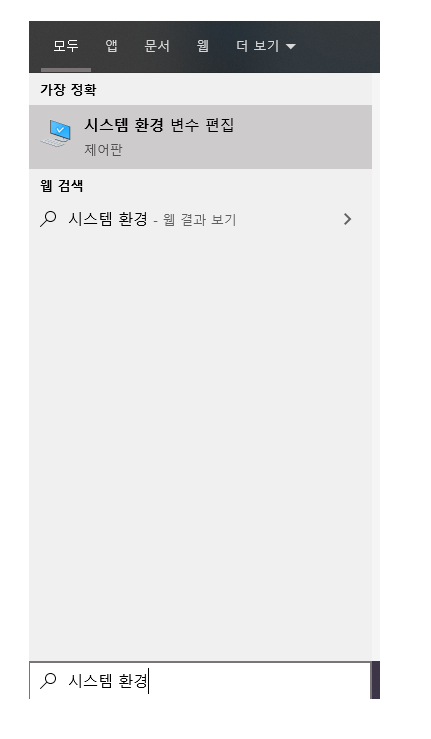 모두 앱 문서 웹 더 보기
가장 정확
시스템 환경 변수 편집
제어판
웹 검색
시스템 환경 - 웹 결과 보기
시스템 환경